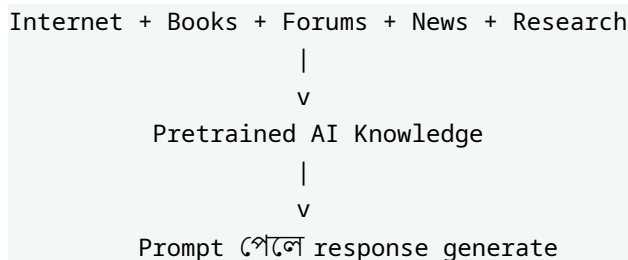 Internet + Books + Forums + News + Research
|
v
Pretrained AI Knowledge
|
v
Prompt পেলে response generate